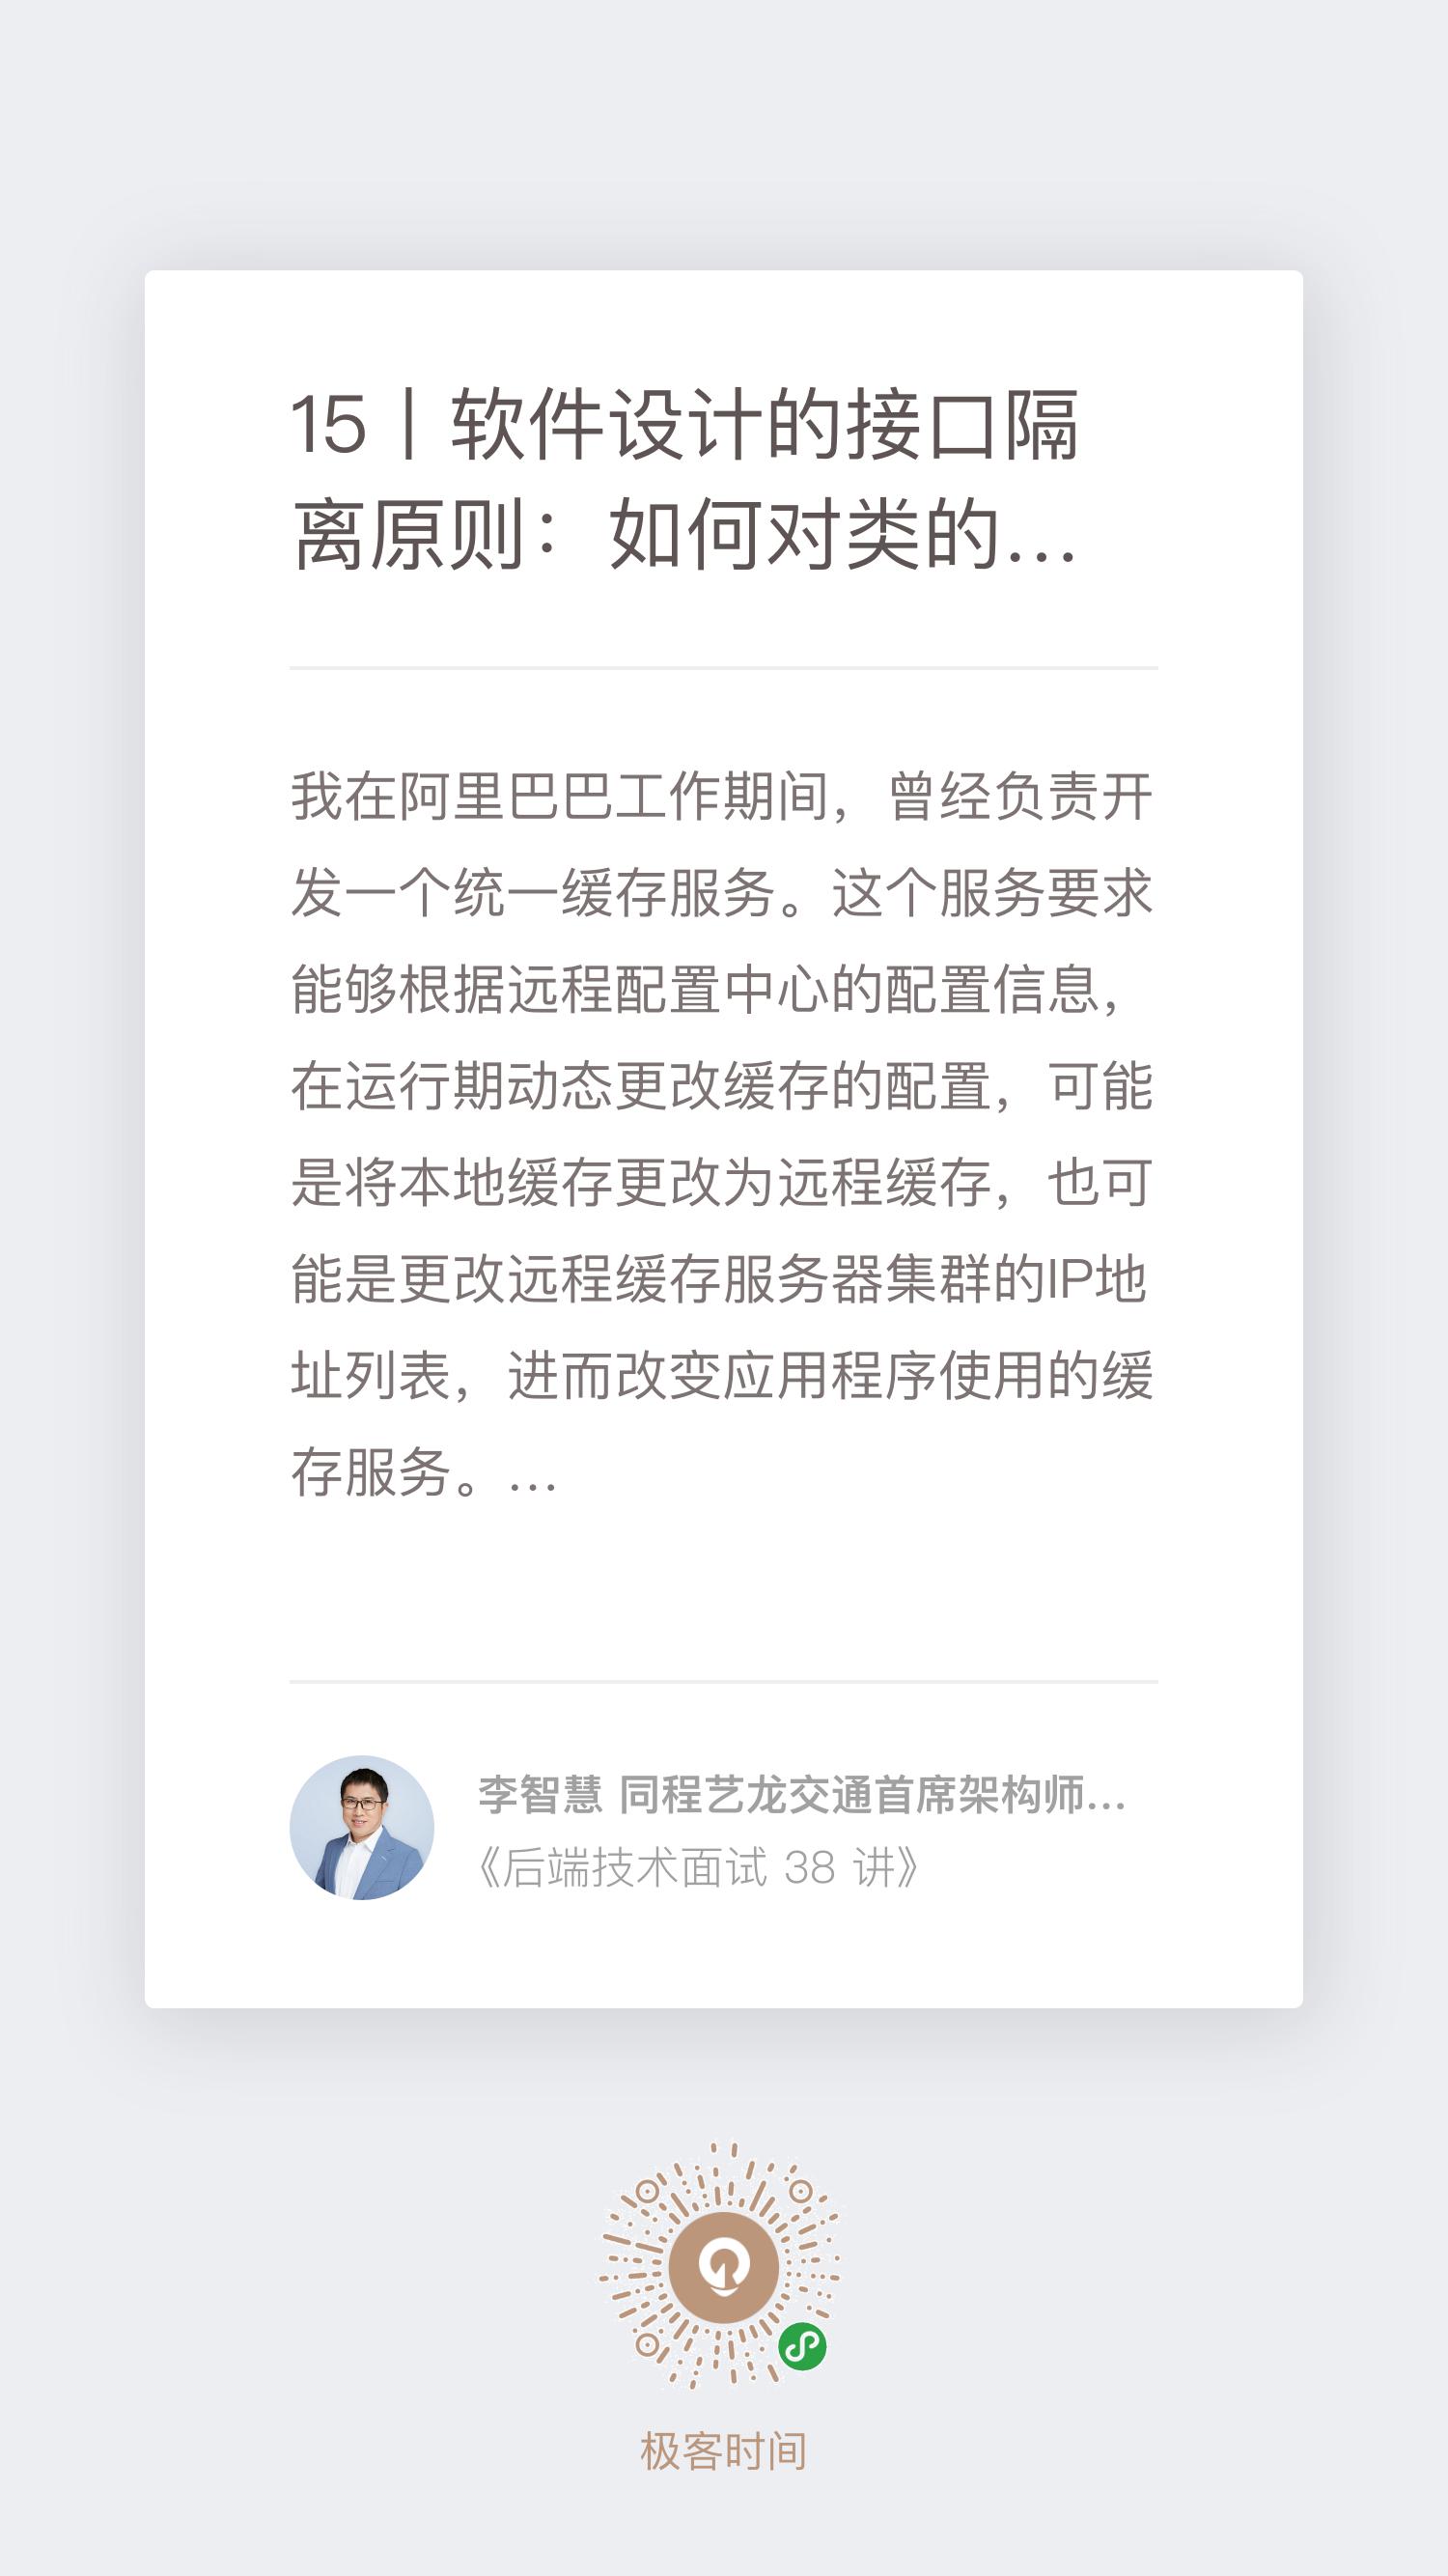 15丨软件设计的接口隔
离原则：如何对类的...
我在阿里巴巴工作期间，曾经负责开
发一个统一缓存服务。这个服务要求
能够根据远程配置中心的配置信息，
在运行期动态更改缓存的配置，可能
是将本地缓存更改为远程缓存，也可
能是更改远程缓存服务器集群的IP地
址列表，进而改变应用程序使用的缓
存服务。...
李智慧 同程艺龙交通首席架构师...
《后端技术面试 38 讲》
极客时间